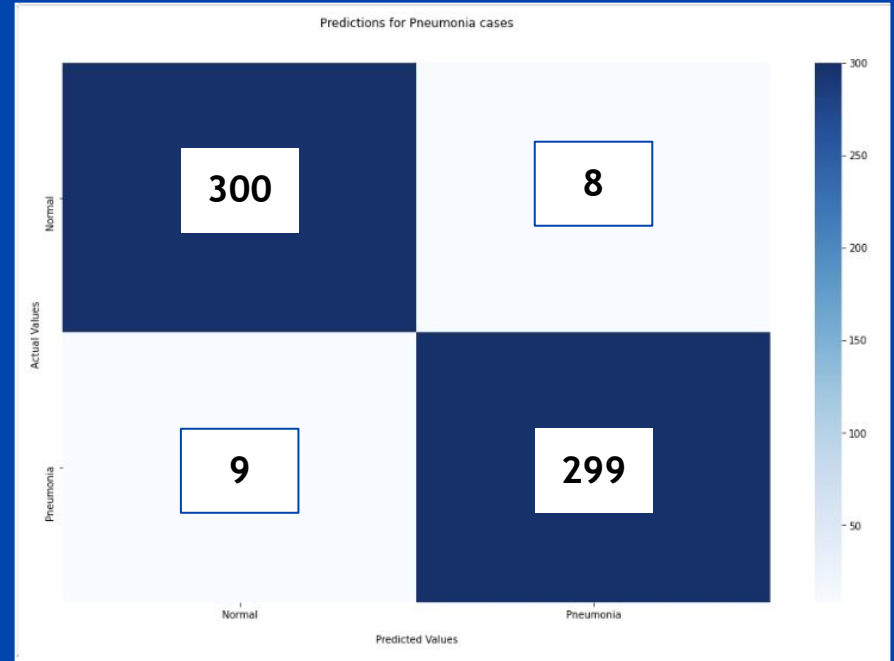 Predictions for Pneumonia cases
300
8
9
299
Normal
Pneumonia
Actual Values
Normal
Pneumonia
Predicted Values
300
250
200
150
100
50